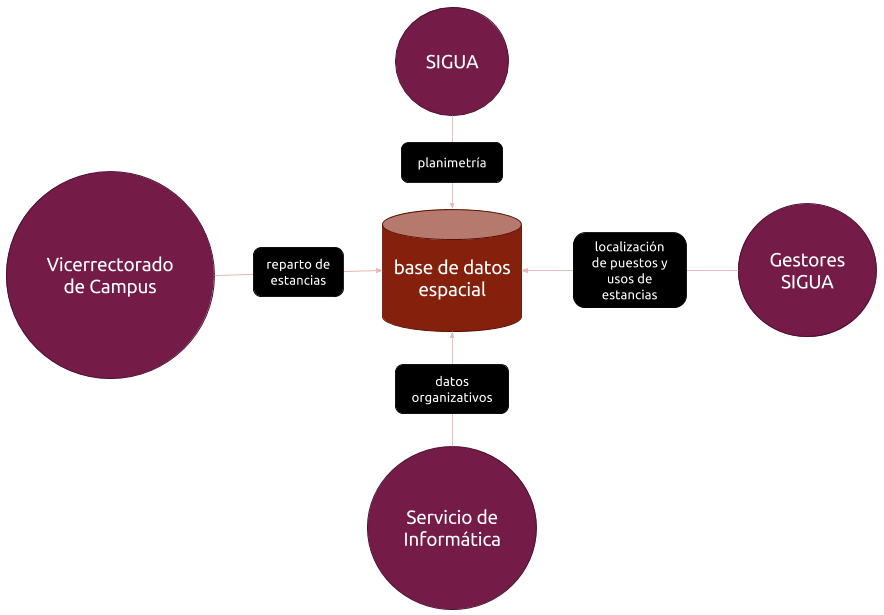 SIGUA
planimetría
Vicerrectorado
de Campus
reparto de
estancias
base de datos
espacial
localización
de puestos y
usos de
estancias
Gestores
SIGUA
datos
organizativos
Servicio de
Informática